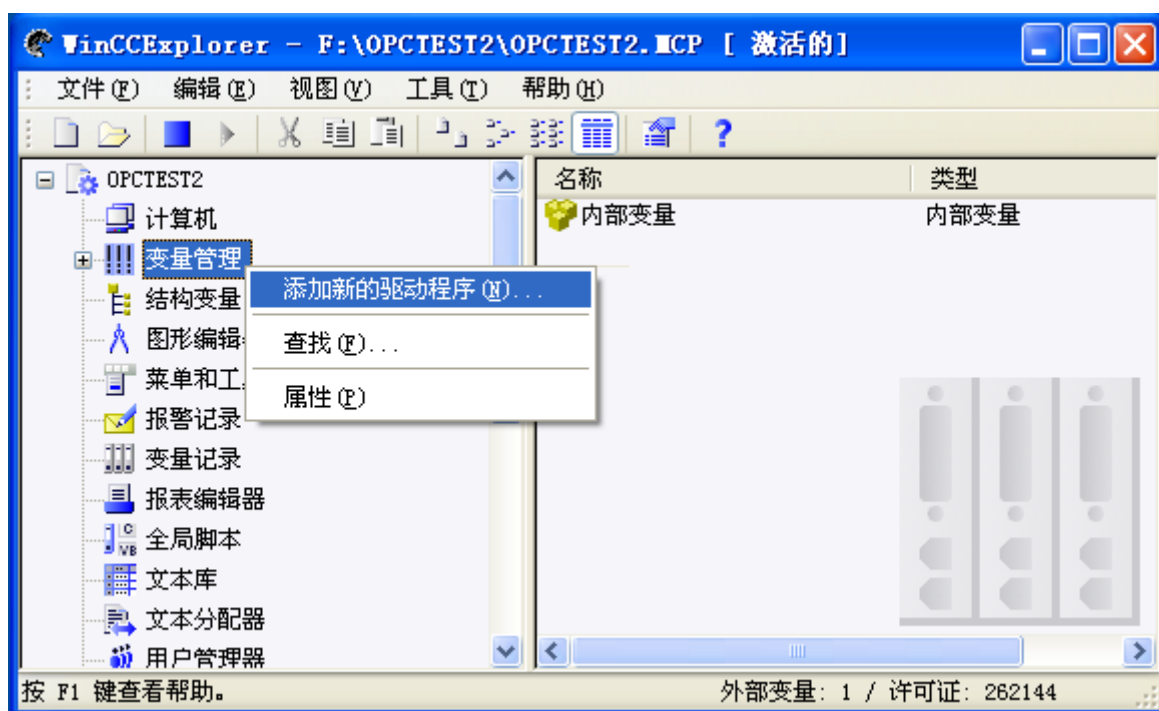 WinCCExplorer - F:\OPCTEST2\OPCTEST2.MCP [ 激活的]
文件(F) 编辑(E) 视图(V) 工具(T) 帮助(H)
OPCTEST2
计算机
变量管理
结构变量
图形编辑
菜单和工
报警记录
变量记录
报表编辑器
全局脚本
文本库
文本分配器
用户管理器
添加新的驱动程序(N)...
查找(F)...
属性(P)
名称 类型
内部变量 内部变量
按 F1 键查看帮助。 外部变量: 1 / 许可证: 262144